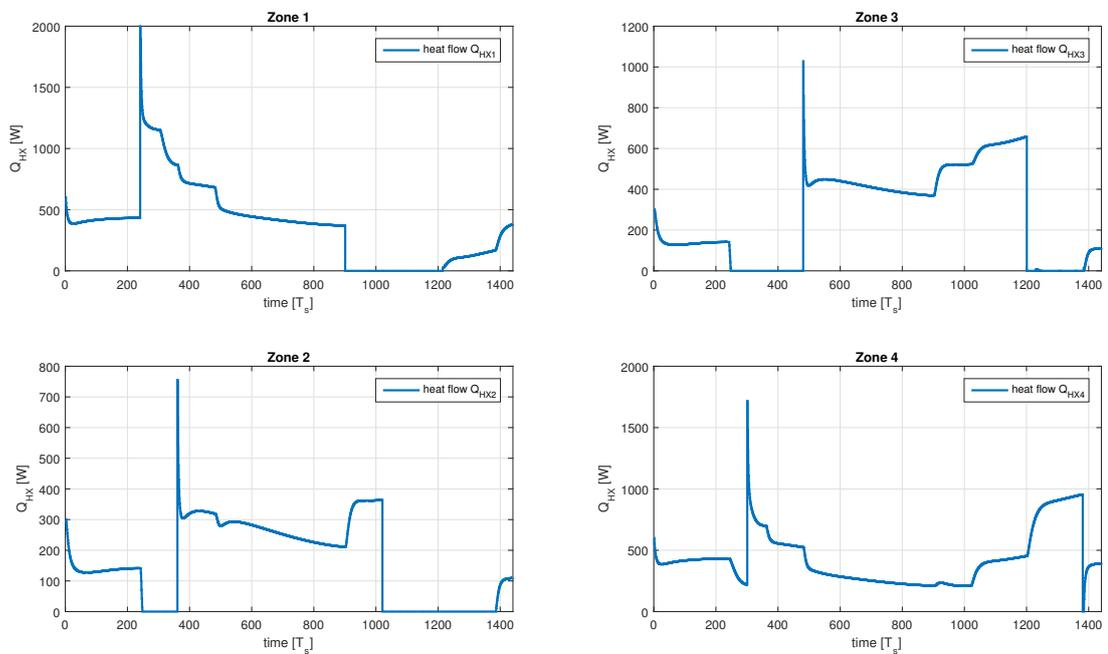 Zone 1
2000
1500
1000
500
0
Q_HX [W]
heat flow Q_HX1
0 200 400 600 800 1000 1200 1400
time [T_s]
Zone 3
1200
1000
800
600
400
200
0
Q_HX [W]
heat flow Q_HX3
0 200 400 600 800 1000 1200 1400
time [T_s]
Zone 2
800
700
600
500
400
300
200
100
0
Q_HX [W]
heat flow Q_HX2
0 200 400 600 800 1000 1200 1400
time [T_s]
Zone 4
2000
1500
1000
500
0
Q_HX [W]
heat flow Q_HX4
0 200 400 600 800 1000 1200 1400
time [T_s]